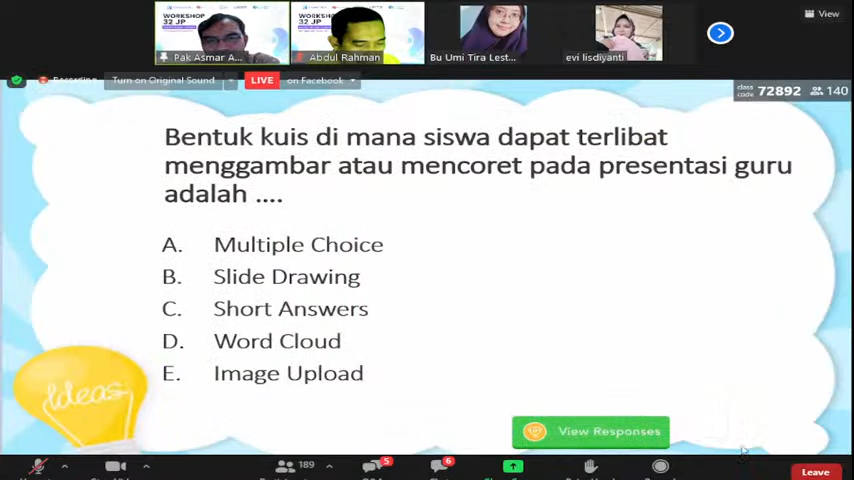 View
WORKSHOP
32 JP
WORKSHOP
32 JP
Pak Asmar A...
Abdul Rahman
Bu Umi Tira Lest...
evi lisdiyanti
Recording
Turn on Original Sound
LIVE
on Facebook
class code 72892 140
Bentuk kuis di mana siswa dapat terlibat
menggambar atau mencoret pada presentasi guru
adalah ....
A. Multiple Choice
B. Slide Drawing
C. Short Answers
D. Word Cloud
E. Image Upload
Ideas
View Responses
189
5
6
Leave